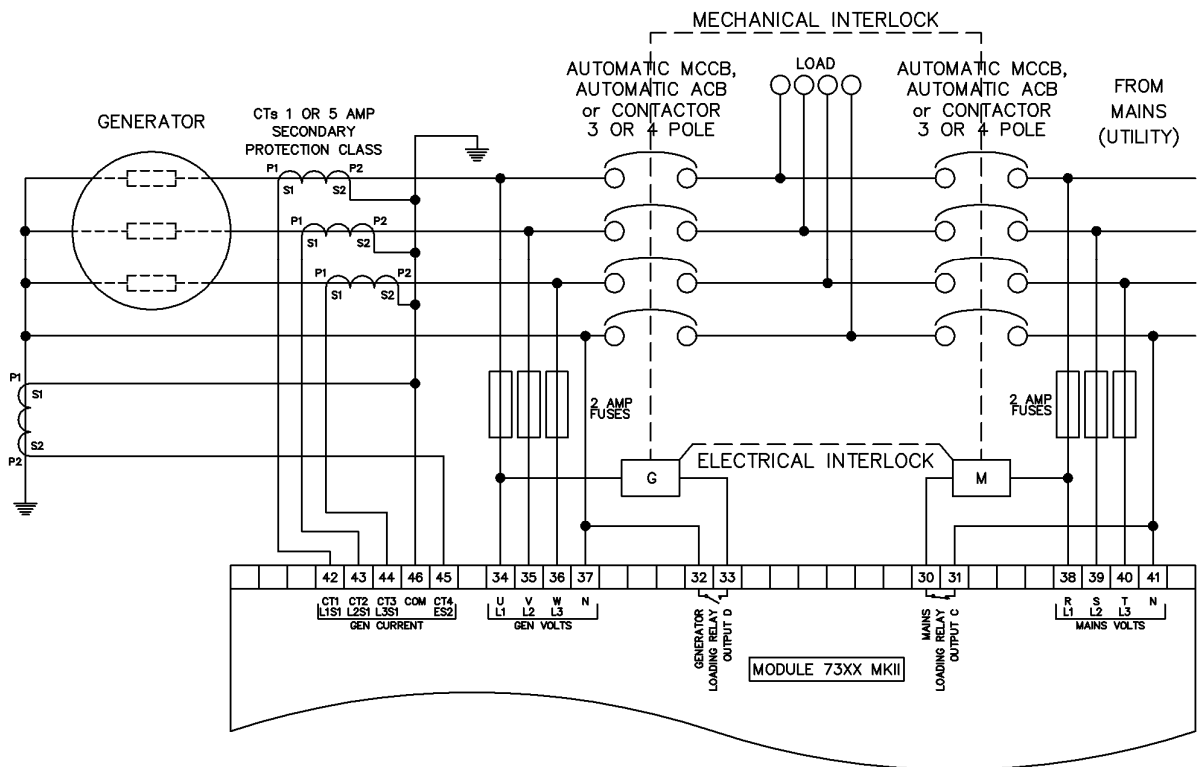 MECHANICAL INTERLOCK
AUTOMATIC MCCB,
AUTOMATIC ACB
or CONTACTOR
3 OR 4 POLE
LOAD
AUTOMATIC MCCB,
AUTOMATIC ACB
or CONTACTOR
3 OR 4 POLE
FROM
MAINS
(UTILITY)
GENERATOR
CTs 1 OR 5 AMP
SECONDARY
PROTECTION CLASS
P1 P2
S1 S2
P1 P2
S1 S2
P1 P2
S1 S2
P1
S1
S2
P2
2 AMP
FUSES
2 AMP
FUSES
G
ELECTRICAL INTERLOCK
M
42 43 44 46 45 34 35 36 37 32 33 30 31 38 39 40 41
CT1 CT2 CT3 COM CT4
L1S1 L2S1 L3S1 ES2
GEN CURRENT
U V W N
L1 L2 L3
GEN VOLTS
GENERATOR
LOADING RELAY
OUTPUT D
MAINS
LOADING RELAY
OUTPUT C
R S T N
L1 L2 L3
MAINS VOLTS
MODULE 73XX MKII